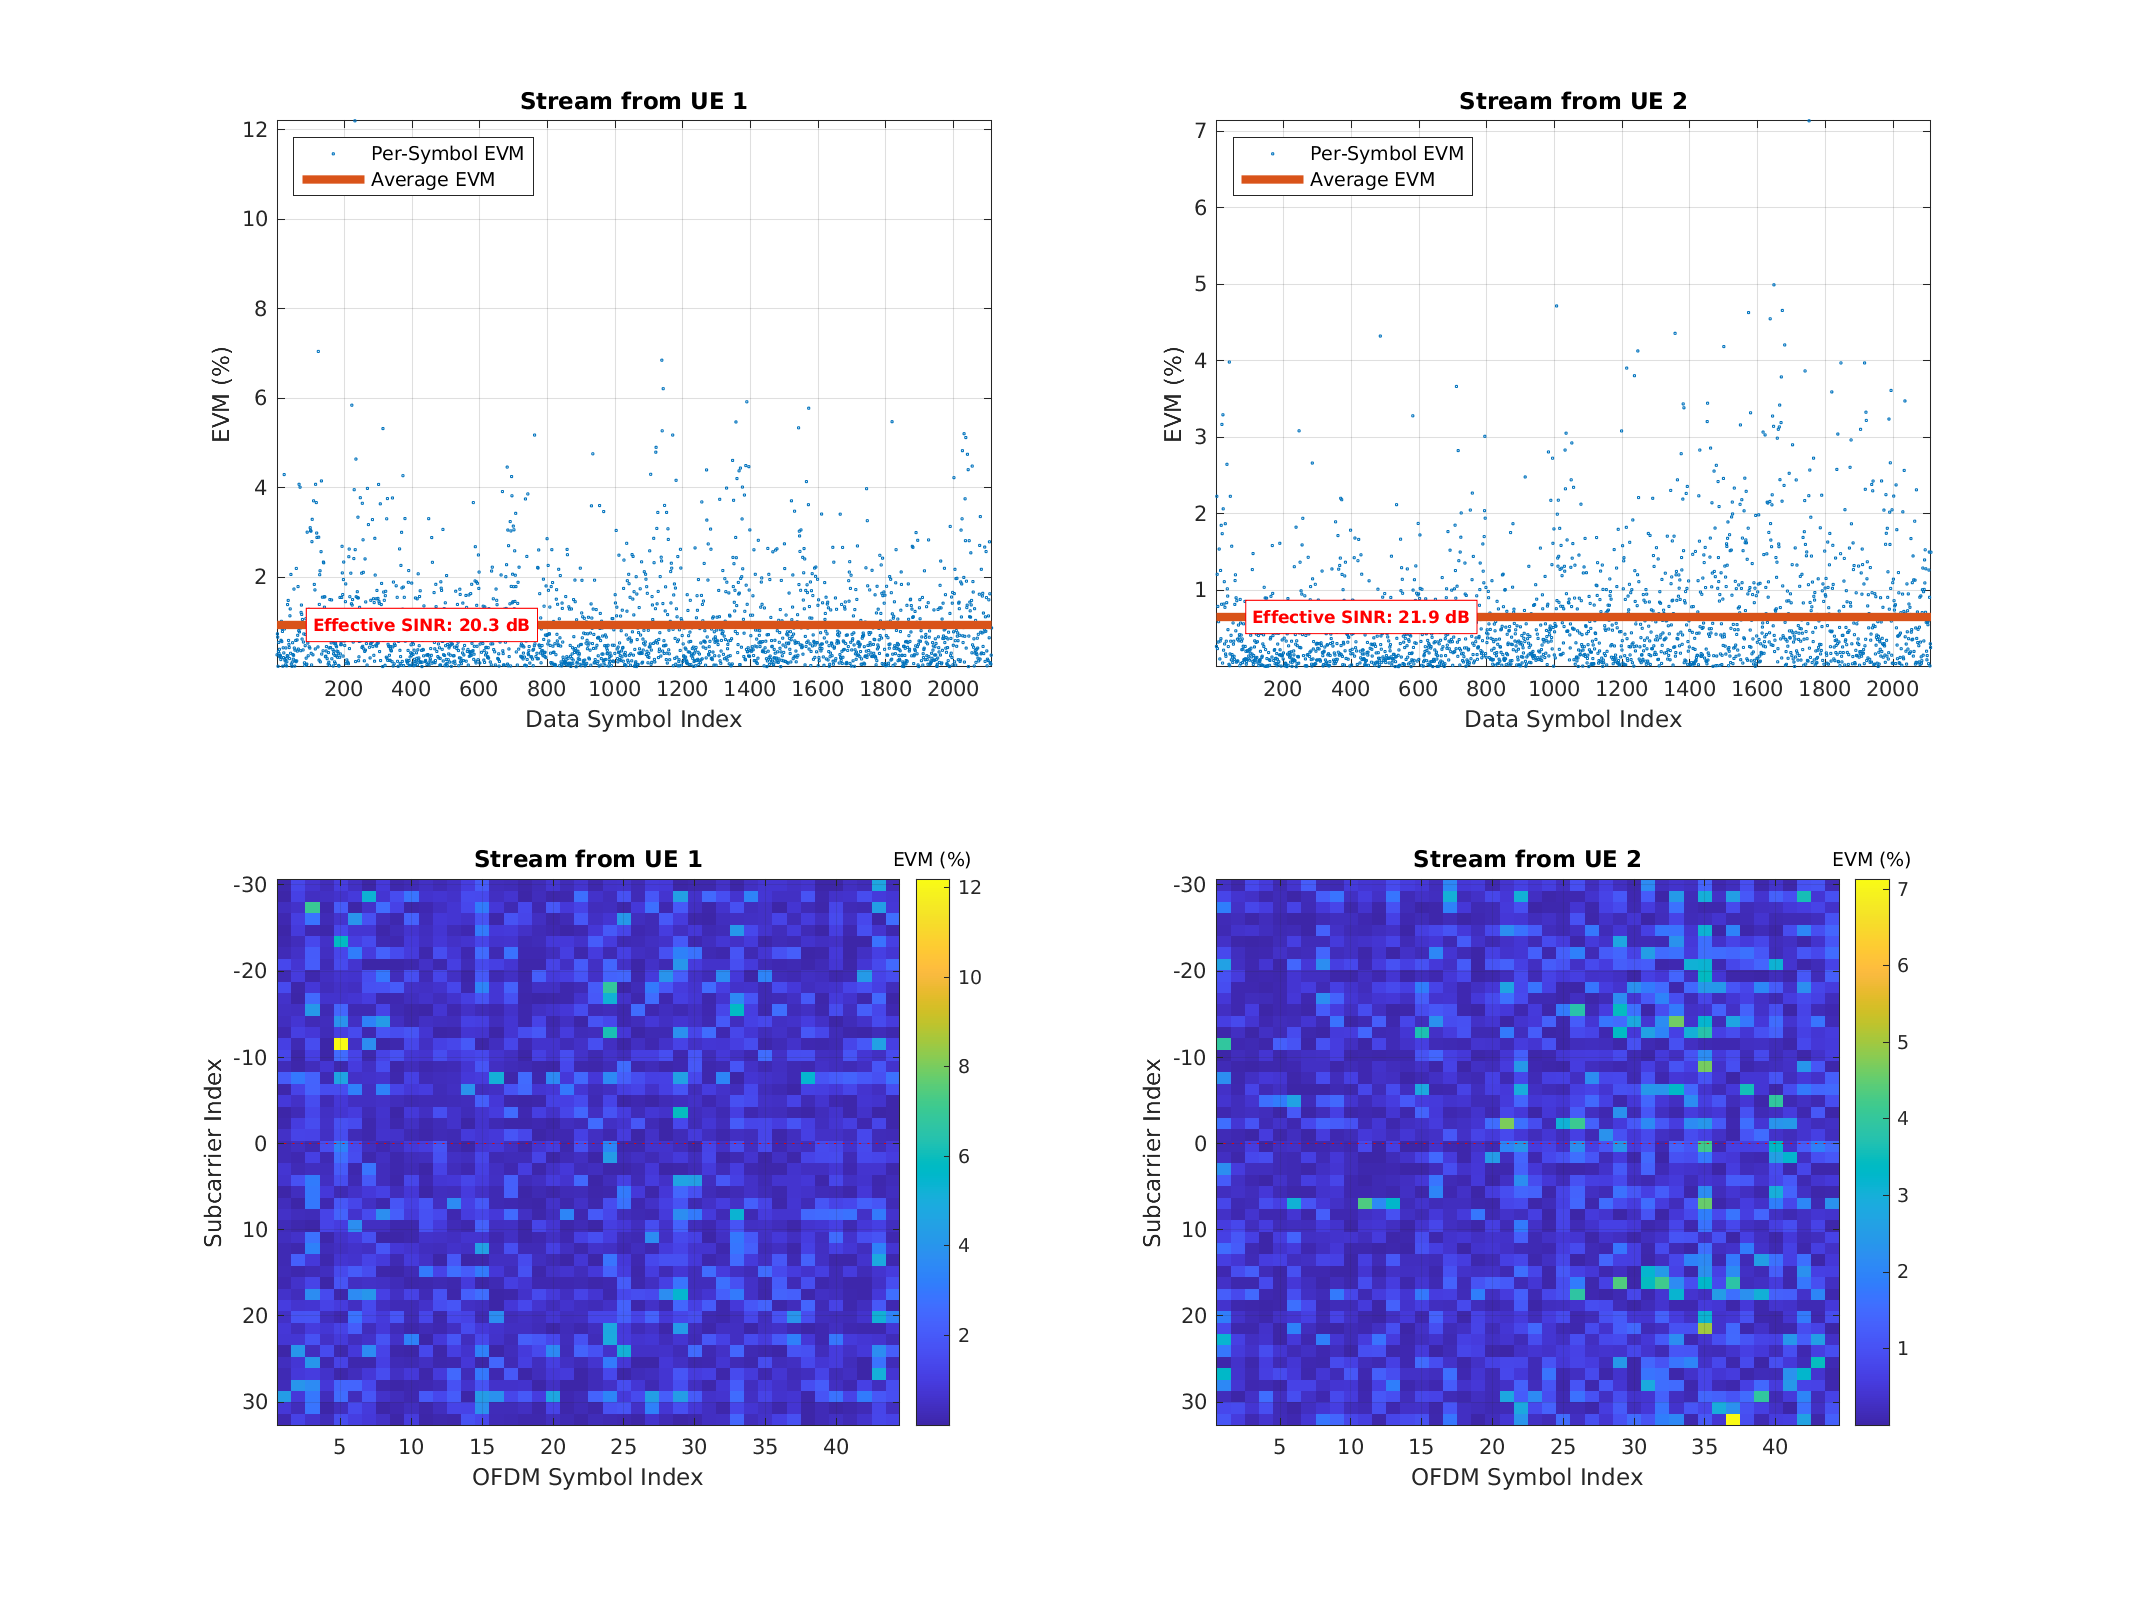 Stream from UE 1
12
10
8
6
4
2
EVM (%)
Per-Symbol EVM
Average EVM
Effective SINR: 20.3 dB
200 400 600 800 1000 1200 1400 1600 1800 2000
Data Symbol Index
Stream from UE 2
7
6
5
4
3
2
1
EVM (%)
Per-Symbol EVM
Average EVM
Effective SINR: 21.9 dB
200 400 600 800 1000 1200 1400 1600 1800 2000
Data Symbol Index
Stream from UE 1
EVM (%)
-30
-20
-10
0
10
20
30
Subcarrier Index
12
10
8
6
4
2
5 10 15 20 25 30 35 40
OFDM Symbol Index
Stream from UE 2
EVM (%)
-30
-20
-10
0
10
20
30
Subcarrier Index
7
6
5
4
3
2
1
5 10 15 20 25 30 35 40
OFDM Symbol Index